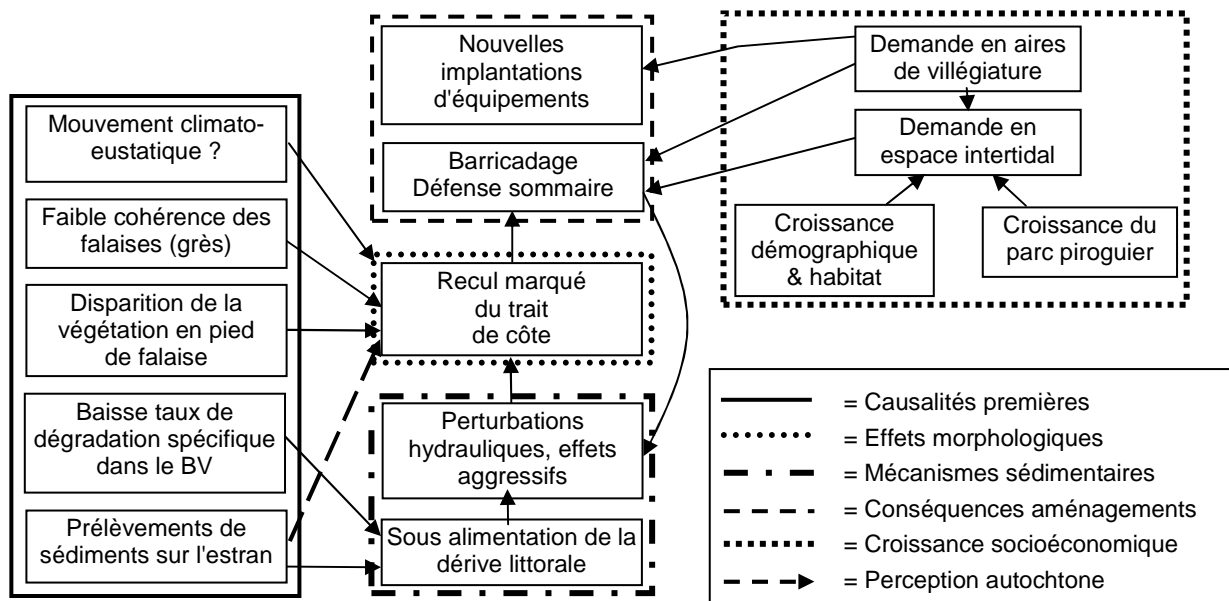 Mouvement climato-
eustatique ?
Faible cohérence des
falaises (grès)
Disparition de la
végétation en pied
de falaise
Baisse taux de
dégradation spécifique
dans le BV
Prélèvements de
sédiments sur l'estran
Nouvelles
implantations
d'équipements
Barricadage
Défense sommaire
Recul marqué
du trait
de côte
Perturbations
hydrauliques, effets
aggressifs
Sous alimentation de la
dérive littorale
Demande en aires
de villégiature
Demande en
espace intertidal
Croissance
démographique
& habitat
Croissance du
parc piroguier
= Causalités premières
= Effets morphologiques
= Mécanismes sédimentaires
= Conséquences aménagements
= Croissance socioéconomique
= Perception autochtone